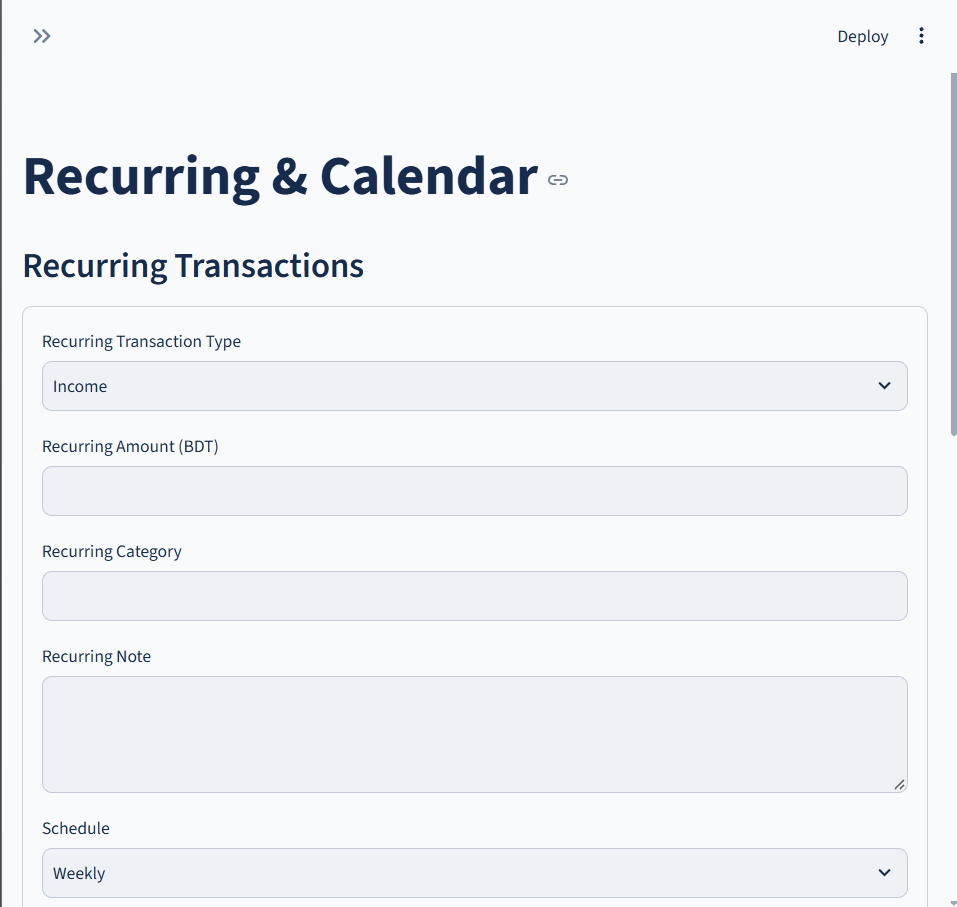 Deploy
Recurring & Calendar
Recurring Transactions
Recurring Transaction Type
Income
Recurring Amount (BDT)
Recurring Category
Recurring Note
Schedule
Weekly